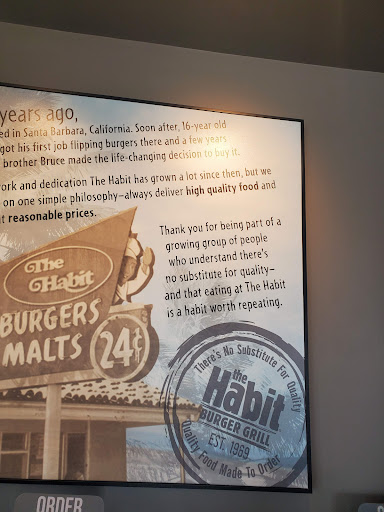 years ago,
ed in Santa Barbara, California. Soon after, 16-year old
got his first job flipping burgers there and a few years
brother Bruce made the life-changing decision to buy it.
ork and dedication The Habit has grown a lot since then, but we
on one simple philosophy–always deliver high quality food and
t reasonable prices.
Thank you for being part of a
growing group of people
who understand there's
no substitute for quality–
and that eating at The Habit
is a habit worth repeating.
The
Habit
BURGERS
MALTS 24¢
There's No Substitute For Quality
the
Habit
BURGER GRILL
EST. 1969
Quality Food Made To Order
ORDER